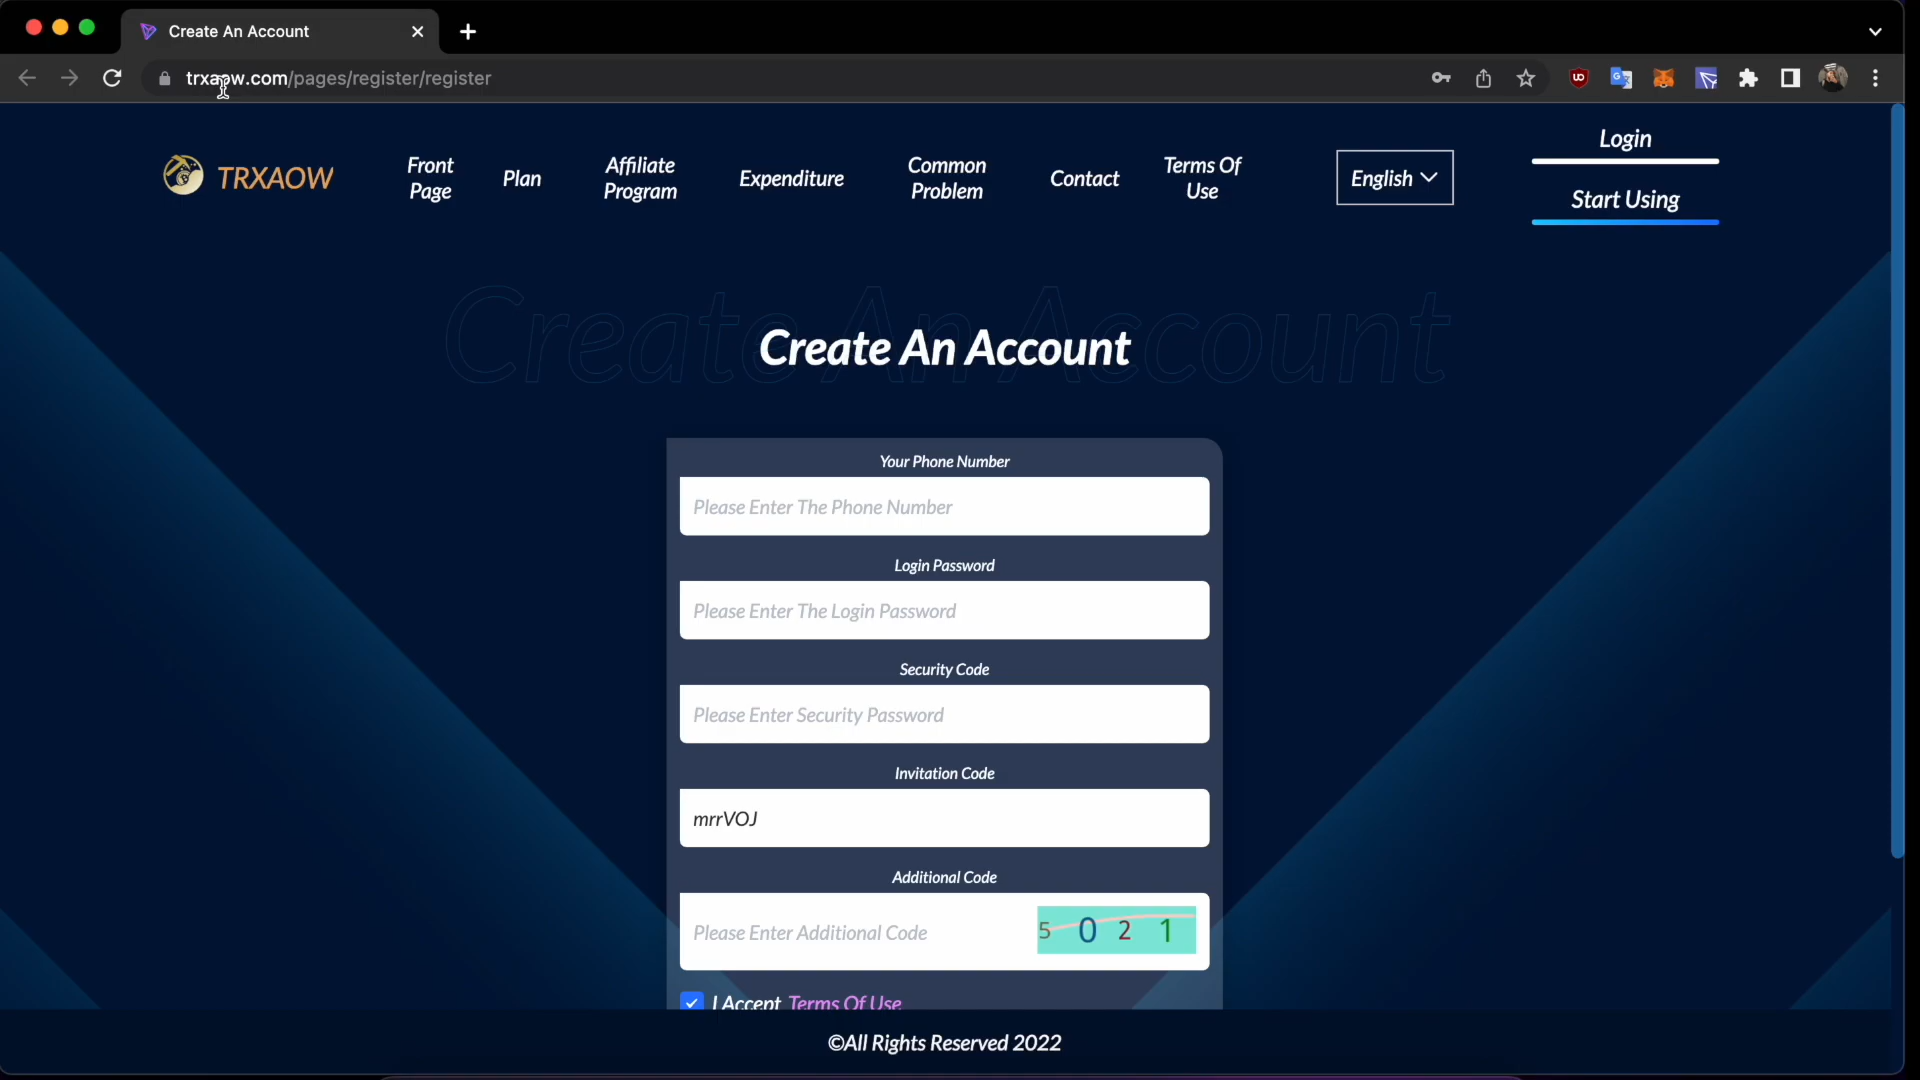 Create An Account
trxaow.com/pages/register/register
TRXAOW
Front Page
Plan
Affiliate Program
Expenditure
Common Problem
Contact
Terms Of Use
English
Login
Start Using
Create An Account
Create An Account
Your Phone Number
Please Enter The Phone Number
Login Password
Please Enter The Login Password
Security Code
Please Enter Security Password
Invitation Code
mrrVOJ
Additional Code
Please Enter Additional Code
5 0 2 1
I Accept Terms Of Use
©All Rights Reserved 2022